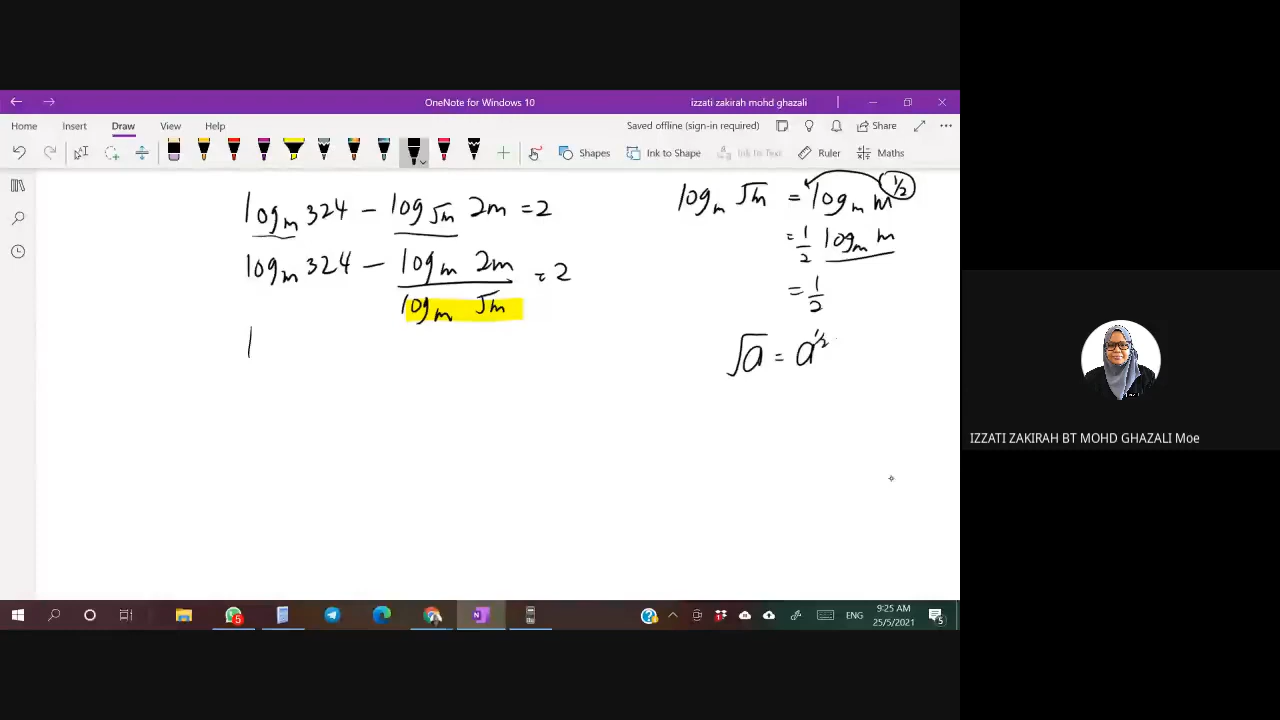 OneNote for Windows 10
izzati zakirah mohd ghazali
Home Insert Draw View Help
Saved offline (sign-in required)
Share
Shapes
Ink to Shape
Ink to Text
Ruler
Maths
log_m 324 − log_√m 2m = 2
log_m 324 − log_m 2m / log_m √m = 2
l
log_m √m = log_m m^1/2
= 1/2 log_m m
= 1/2
√a = a^1/2
IZZATI ZAKIRAH BT MOHD GHAZALI Moe
5
ENG
9:25 AM
25/5/2021
5